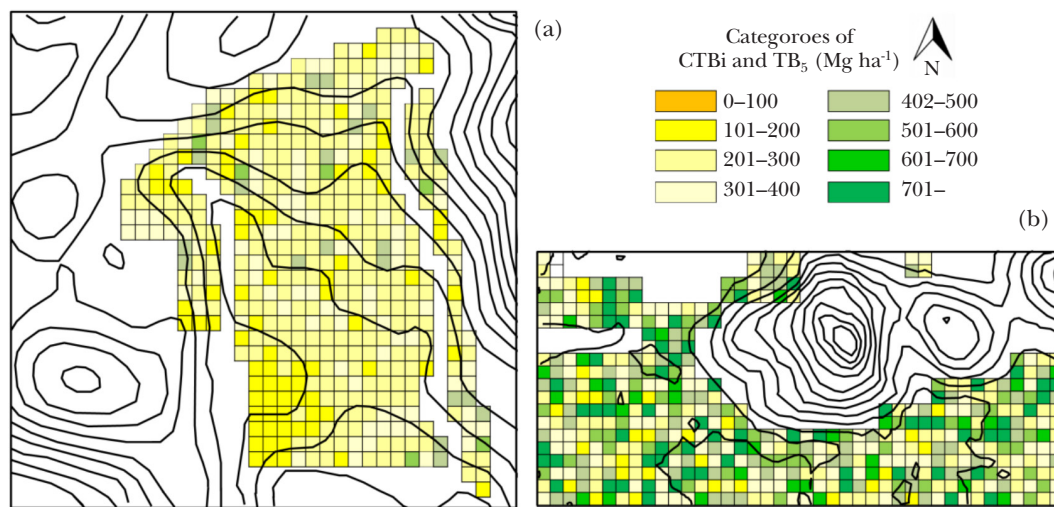 (a)
Categoroes of
CTBi and TB₅ (Mg ha⁻¹)
N
0–100
101–200
201–300
301–400
402–500
501–600
601–700
701–
(b)